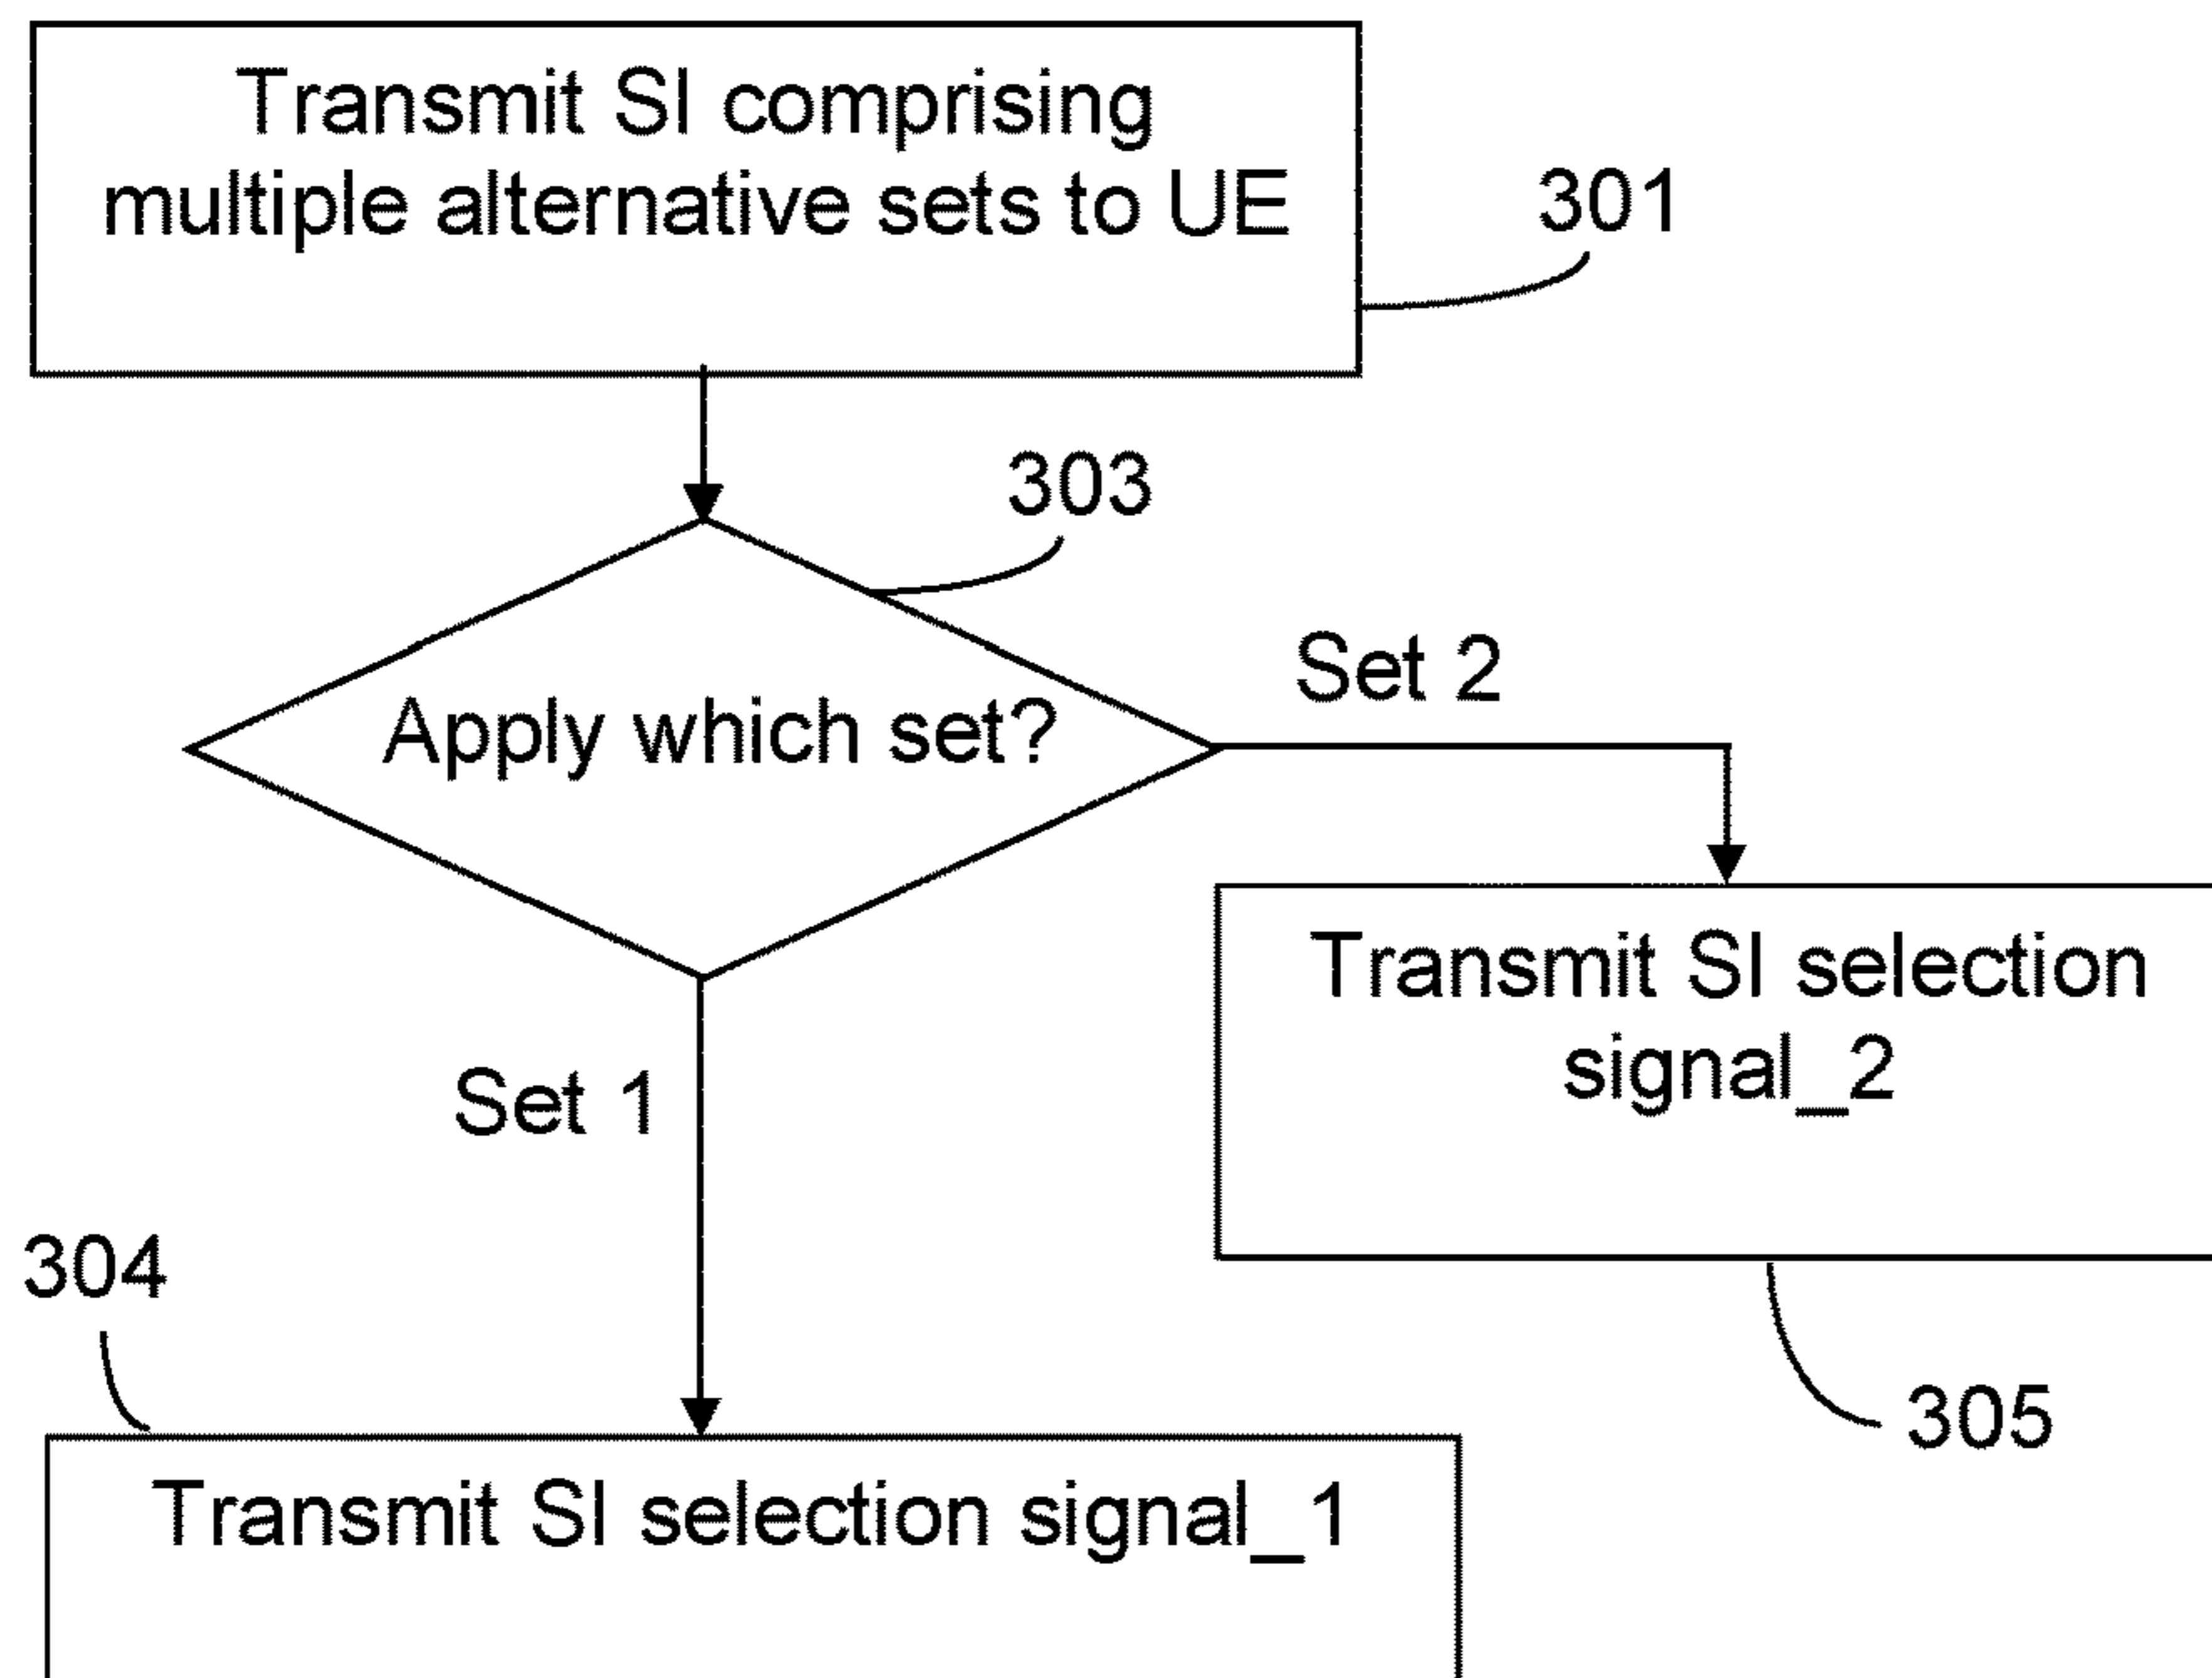 Transmit SI comprising
multiple alternative sets to UE
301
303
Apply which set?
Set 2
Transmit SI selection
signal_2
Set 1
304
305
Transmit SI selection signal_1